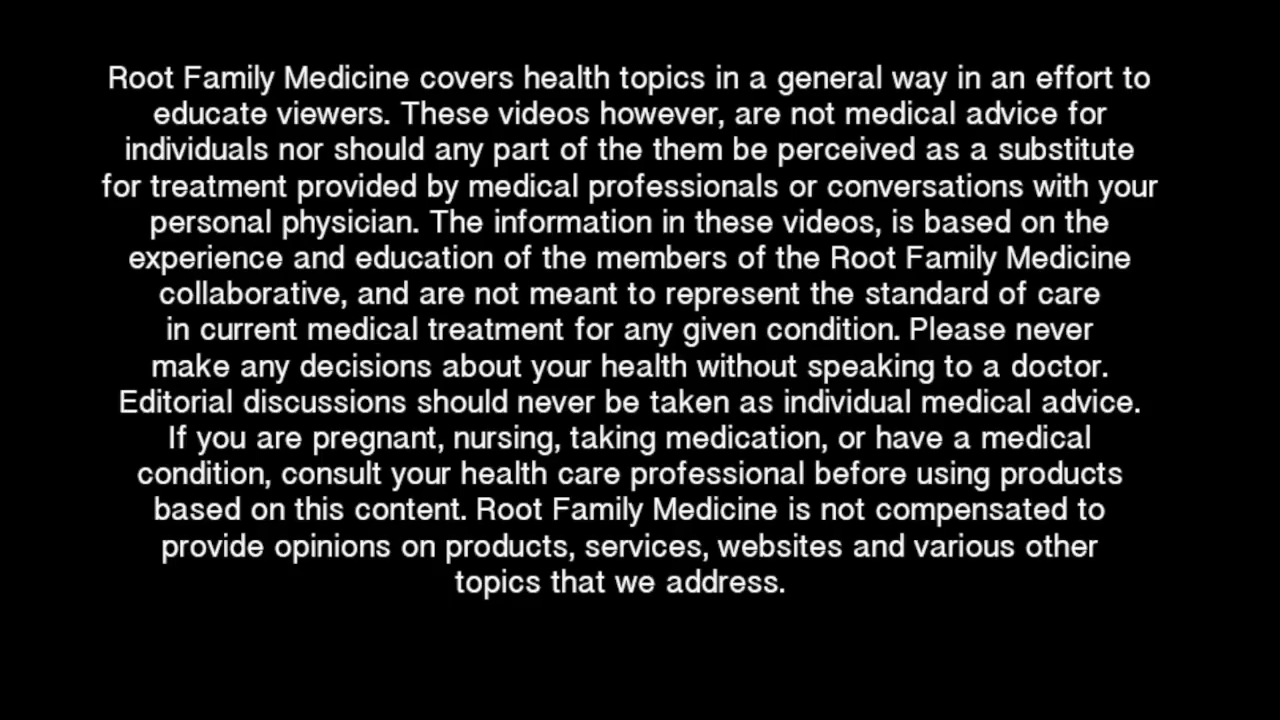 Root Family Medicine covers health topics in a general way in an effort to
educate viewers. These videos however, are not medical advice for
individuals nor should any part of the them be perceived as a substitute
for treatment provided by medical professionals or conversations with your
personal physician. The information in these videos, is based on the
experience and education of the members of the Root Family Medicine
collaborative, and are not meant to represent the standard of care
in current medical treatment for any given condition. Please never
make any decisions about your health without speaking to a doctor.
Editorial discussions should never be taken as individual medical advice.
If you are pregnant, nursing, taking medication, or have a medical
condition, consult your health care professional before using products
based on this content. Root Family Medicine is not compensated to
provide opinions on products, services, websites and various other
topics that we address.